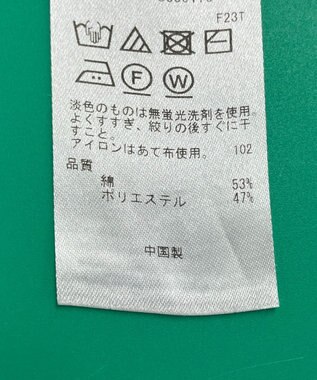 F23T
F
W
淡色のものは無蛍光洗剤を使用。
よくすすぎ、絞りの後すぐに干
すこと。
アイロンはあて布使用。 102
品質
綿 53%
ポリエステル 47%
中国製